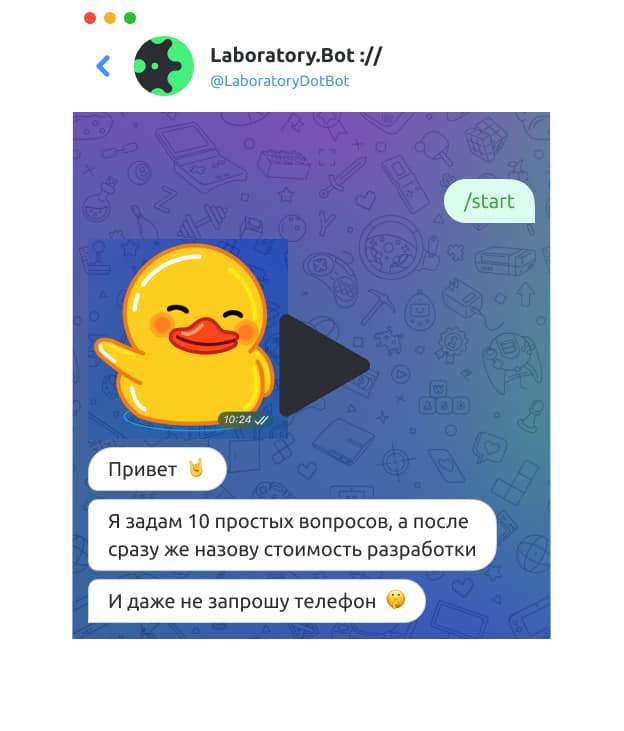 Laboratory.Bot ://
@LaboratoryDotBot
/start
10:24
Привет 🤘
Я задам 10 простых вопросов, а после
сразу же назову стоимость разработки
И даже не запрошу телефон 🤫
W
A S D